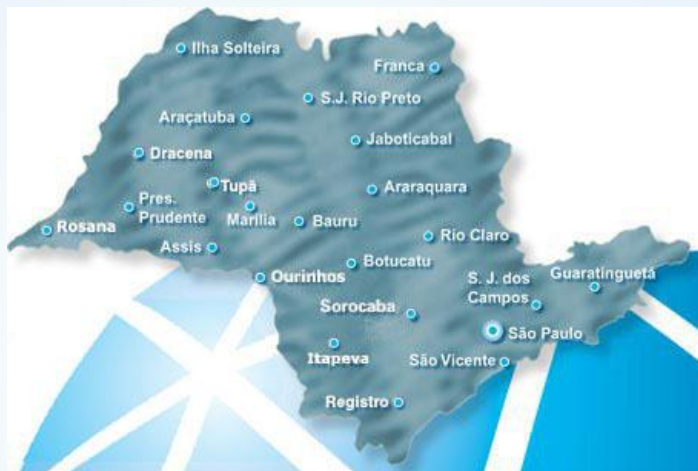 Ilha Solteira
Franca
S.J. Rio Preto
Araçatuba
Jaboticabal
Dracena
Tupã
Araraquara
Pres.
Prudente
Marília
Bauru
Rosana
Assis
Rio Claro
Botucatu
Ourinhos
Guaratinguetá
S. J. dos
Campos
Sorocaba
São Paulo
Itapeva
São Vicente
Registro